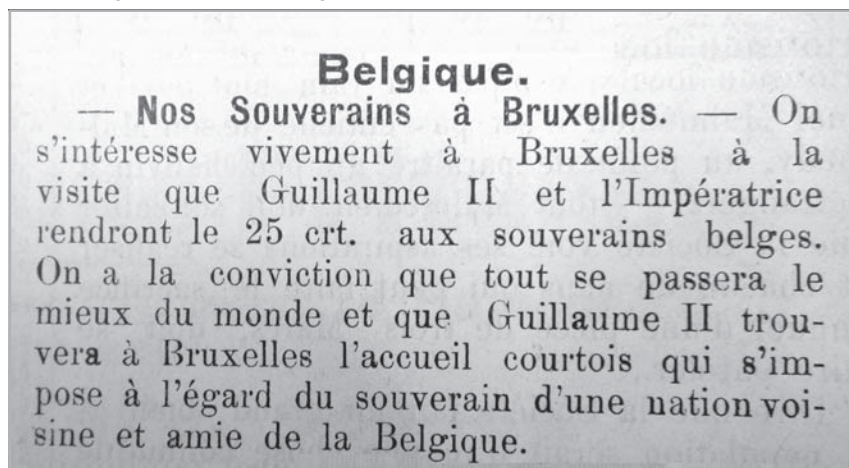 Belgique.
— Nos Souverains à Bruxelles. — On
s'intéresse vivement à Bruxelles à la
visite que Guillaume II et l'Impératrice
rendront le 25 crt. aux souverains belges.
On a la conviction que tout se passera le
mieux du monde et que Guillaume II trou-
vera à Bruxelles l'accueil courtois qui s'im-
pose à l'égard du souverain d'une nation voi-
sine et amie de la Belgique.